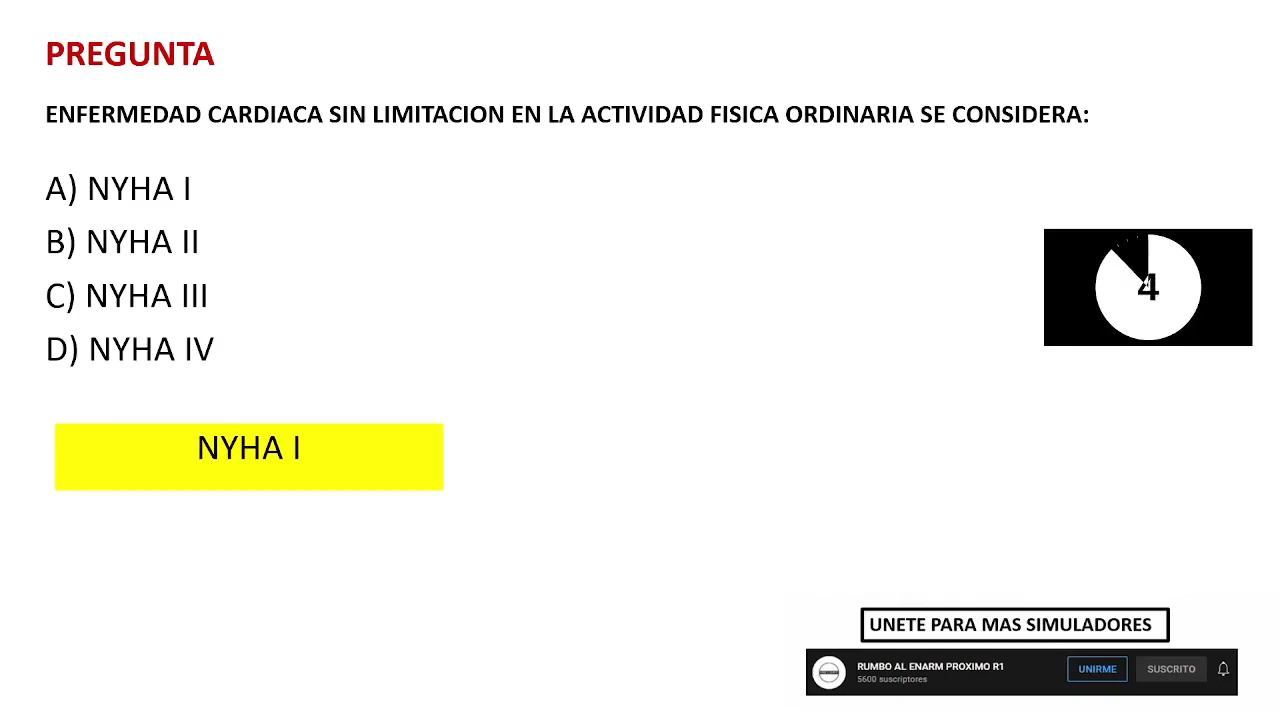 PREGUNTA
ENFERMEDAD CARDIACA SIN LIMITACION EN LA ACTIVIDAD FISICA ORDINARIA SE CONSIDERA:
A) NYHA I
B) NYHA II
C) NYHA III
D) NYHA IV
4
NYHA I
UNETE PARA MAS SIMULADORES
RUMBO AL ENARM PROXIMO R1
5600 suscriptores
UNIRME
SUSCRITO